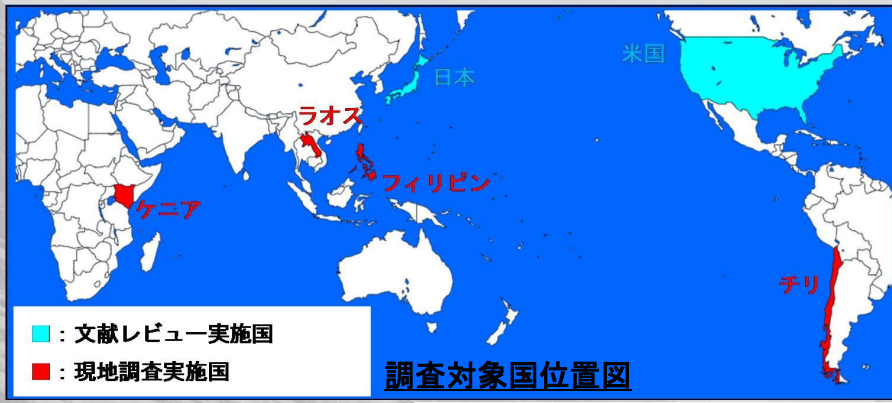 米国
日本
ラオス
フィリピン
ケニア
チリ
：文献レビュー実施国
：現地調査実施国
調査対象国位置図